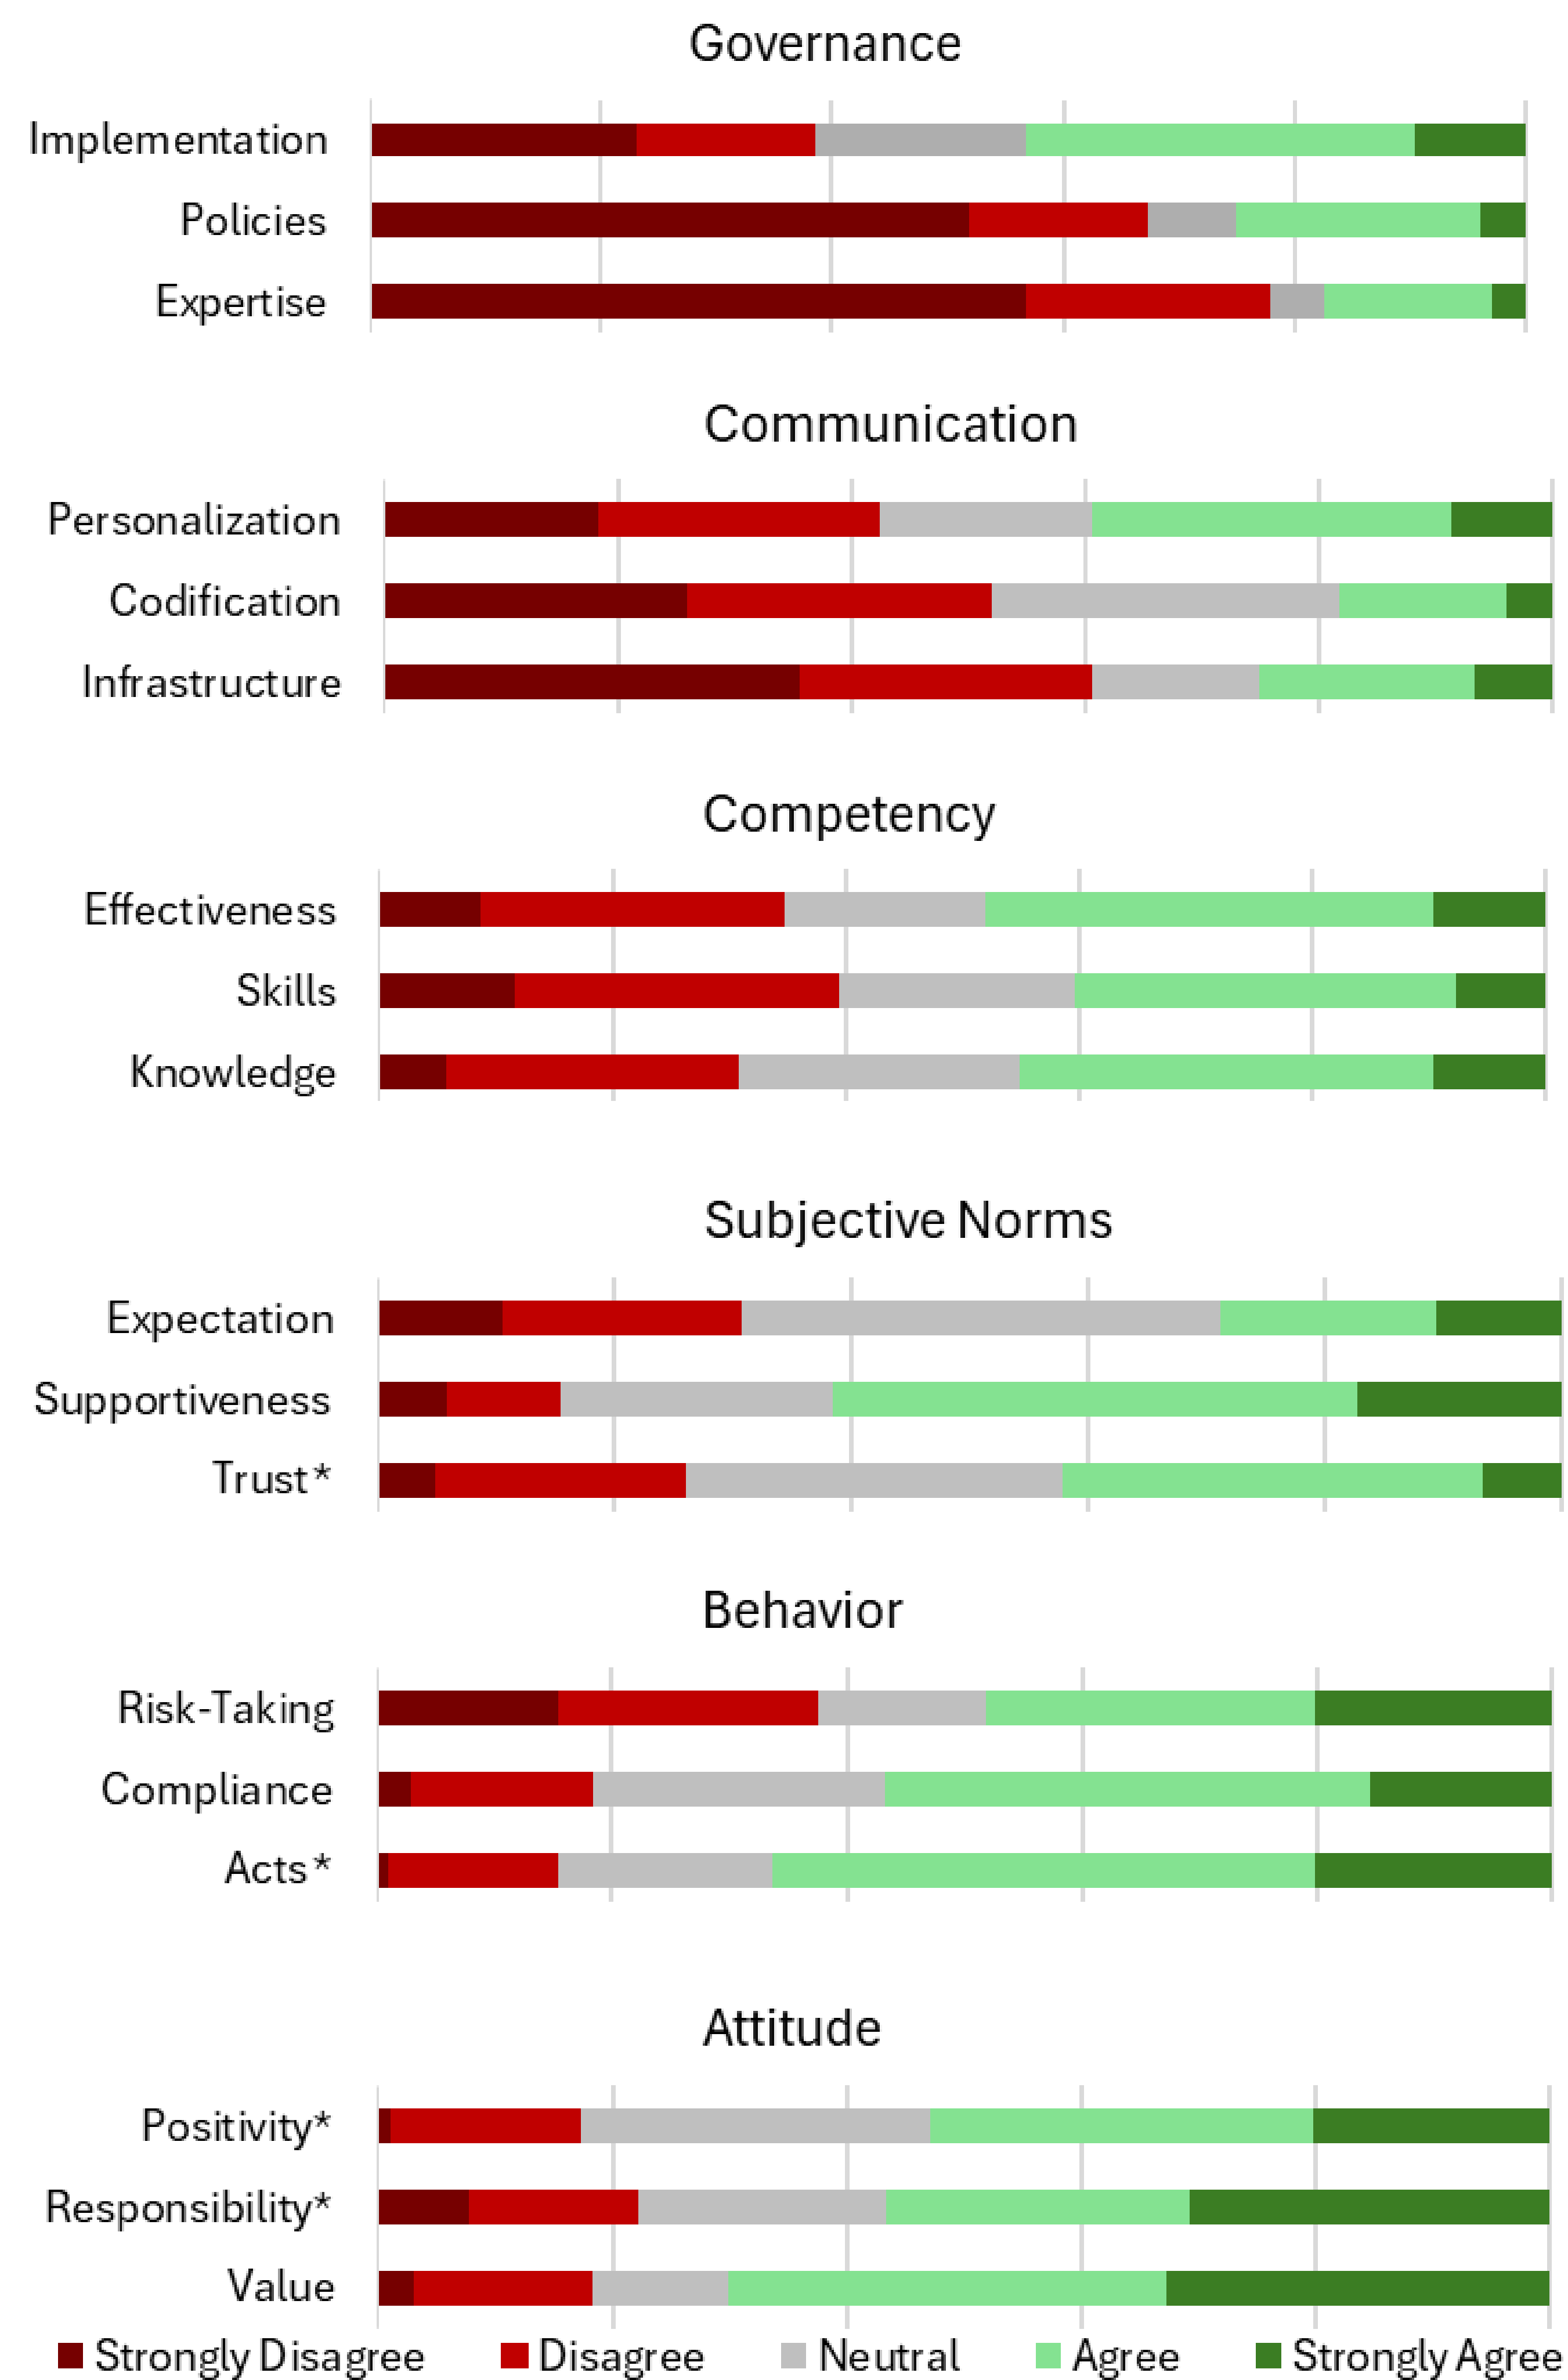 Governance
Implementation
Policies
Expertise
Communication
Personalization
Codification
Infrastructure
Competency
Effectiveness
Skills
Knowledge
Subjective Norms
Expectation
Supportiveness
Trust*
Behavior
Risk-Taking
Compliance
Acts*
Attitude
Positivity*
Responsibility*
Value
Strongly Disagree Disagree Neutral Agree Strongly Agree